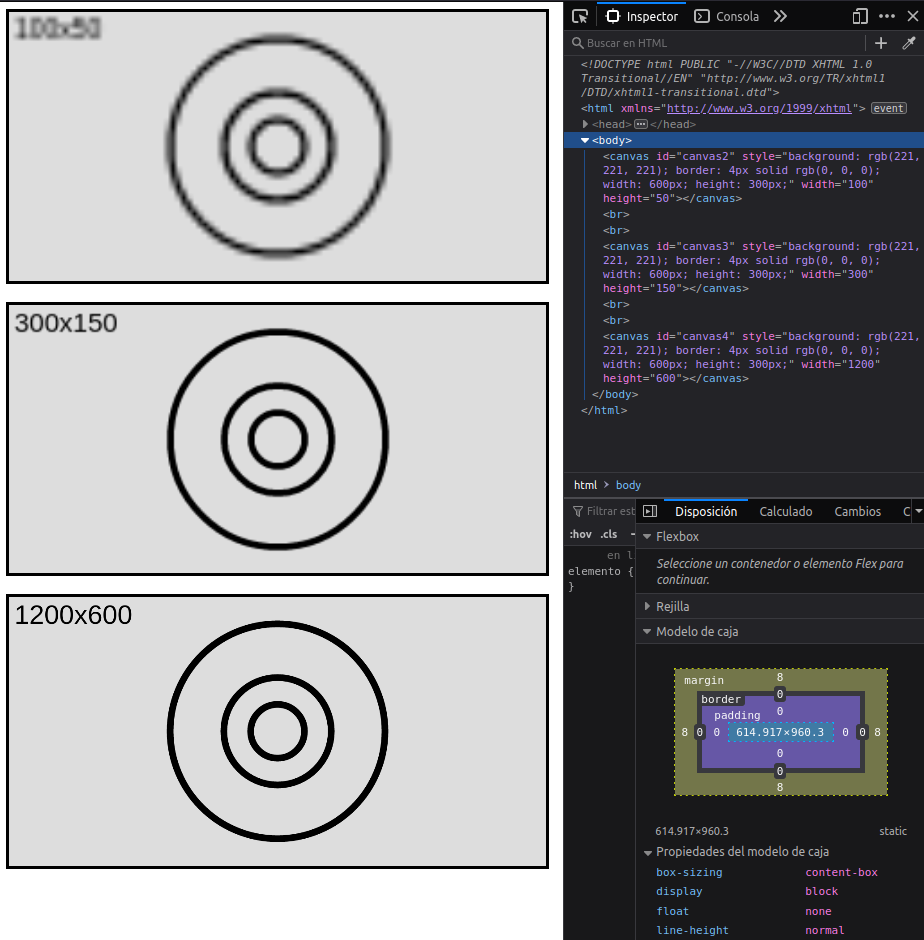 100x50
300x150
1200x600
Inspector
Consola
Buscar en HTML
<!DOCTYPE html PUBLIC "-//W3C//DTD XHTML 1.0
Transitional//EN" "http://www.w3.org/TR/xhtml1
/DTD/xhtml1-transitional.dtd">
<html xmlns="http://www.w3.org/1999/xhtml"> event
<head> ••• </head>
<body>
<canvas id="canvas2" style="background: rgb(221,
221, 221); border: 4px solid rgb(0, 0, 0);
width: 600px; height: 300px;" width="100"
height="50"></canvas>
<br>
<br>
<canvas id="canvas3" style="background: rgb(221,
221, 221); border: 4px solid rgb(0, 0, 0);
width: 600px; height: 300px;" width="300"
height="150"></canvas>
<br>
<br>
<canvas id="canvas4" style="background: rgb(221,
221, 221); border: 4px solid rgb(0, 0, 0);
width: 600px; height: 300px;" width="1200"
height="600"></canvas>
</body>
</html>
html > body
Filtrar est
:hov .cls
en l
elemento {
}
Disposición
Calculado
Cambios
C
Flexbox
Seleccione un contenedor o elemento Flex para
continuar.
Rejilla
Modelo de caja
margin 8
border 0
padding 0
8 0 0 614.917×960.3 0 0 8
0
0
8
614.917×960.3 static
Propiedades del modelo de caja
box-sizing content-box
display block
float none
line-height normal